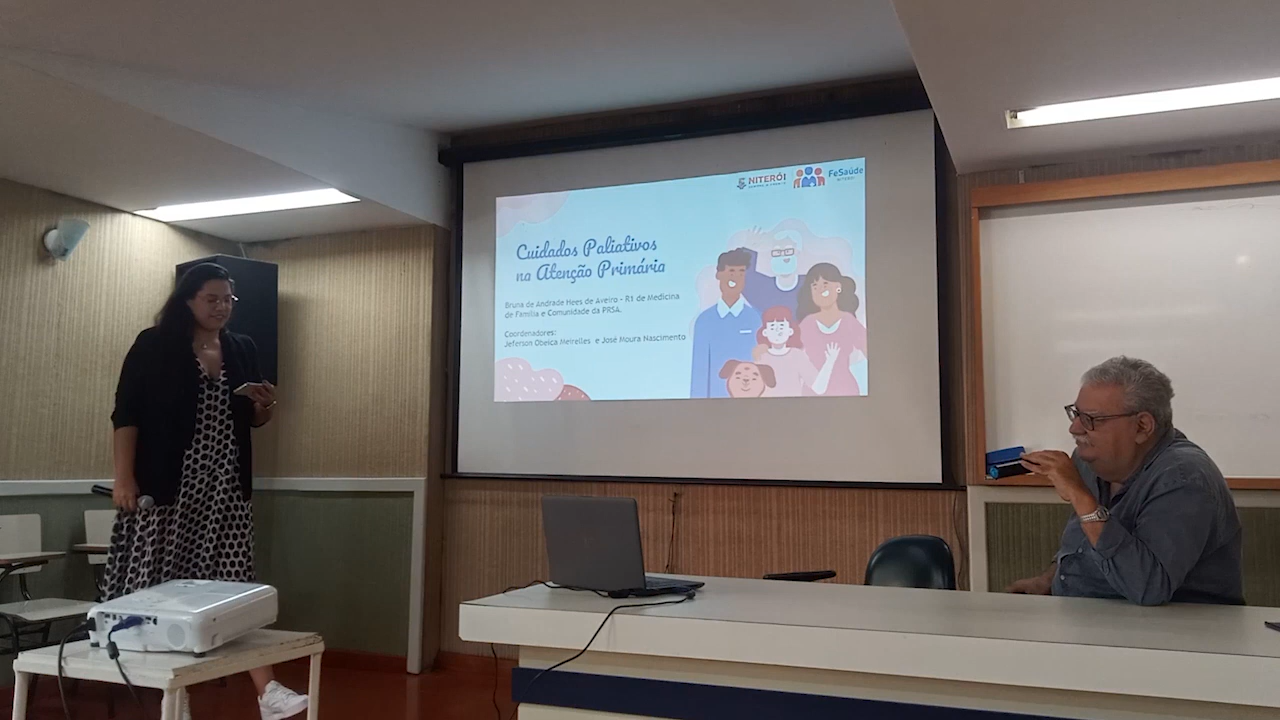 NITERÓI
FeSaúde
NITERÓI
Cuidados Paliativos
na Atenção Primária
Bruna de Andrade Hees de Aveiro - R1 de Medicina
de Família e Comunidade da PRSA.
Coordenadores:
Jeferson Obeica Meirelles e José Moura Nascimento